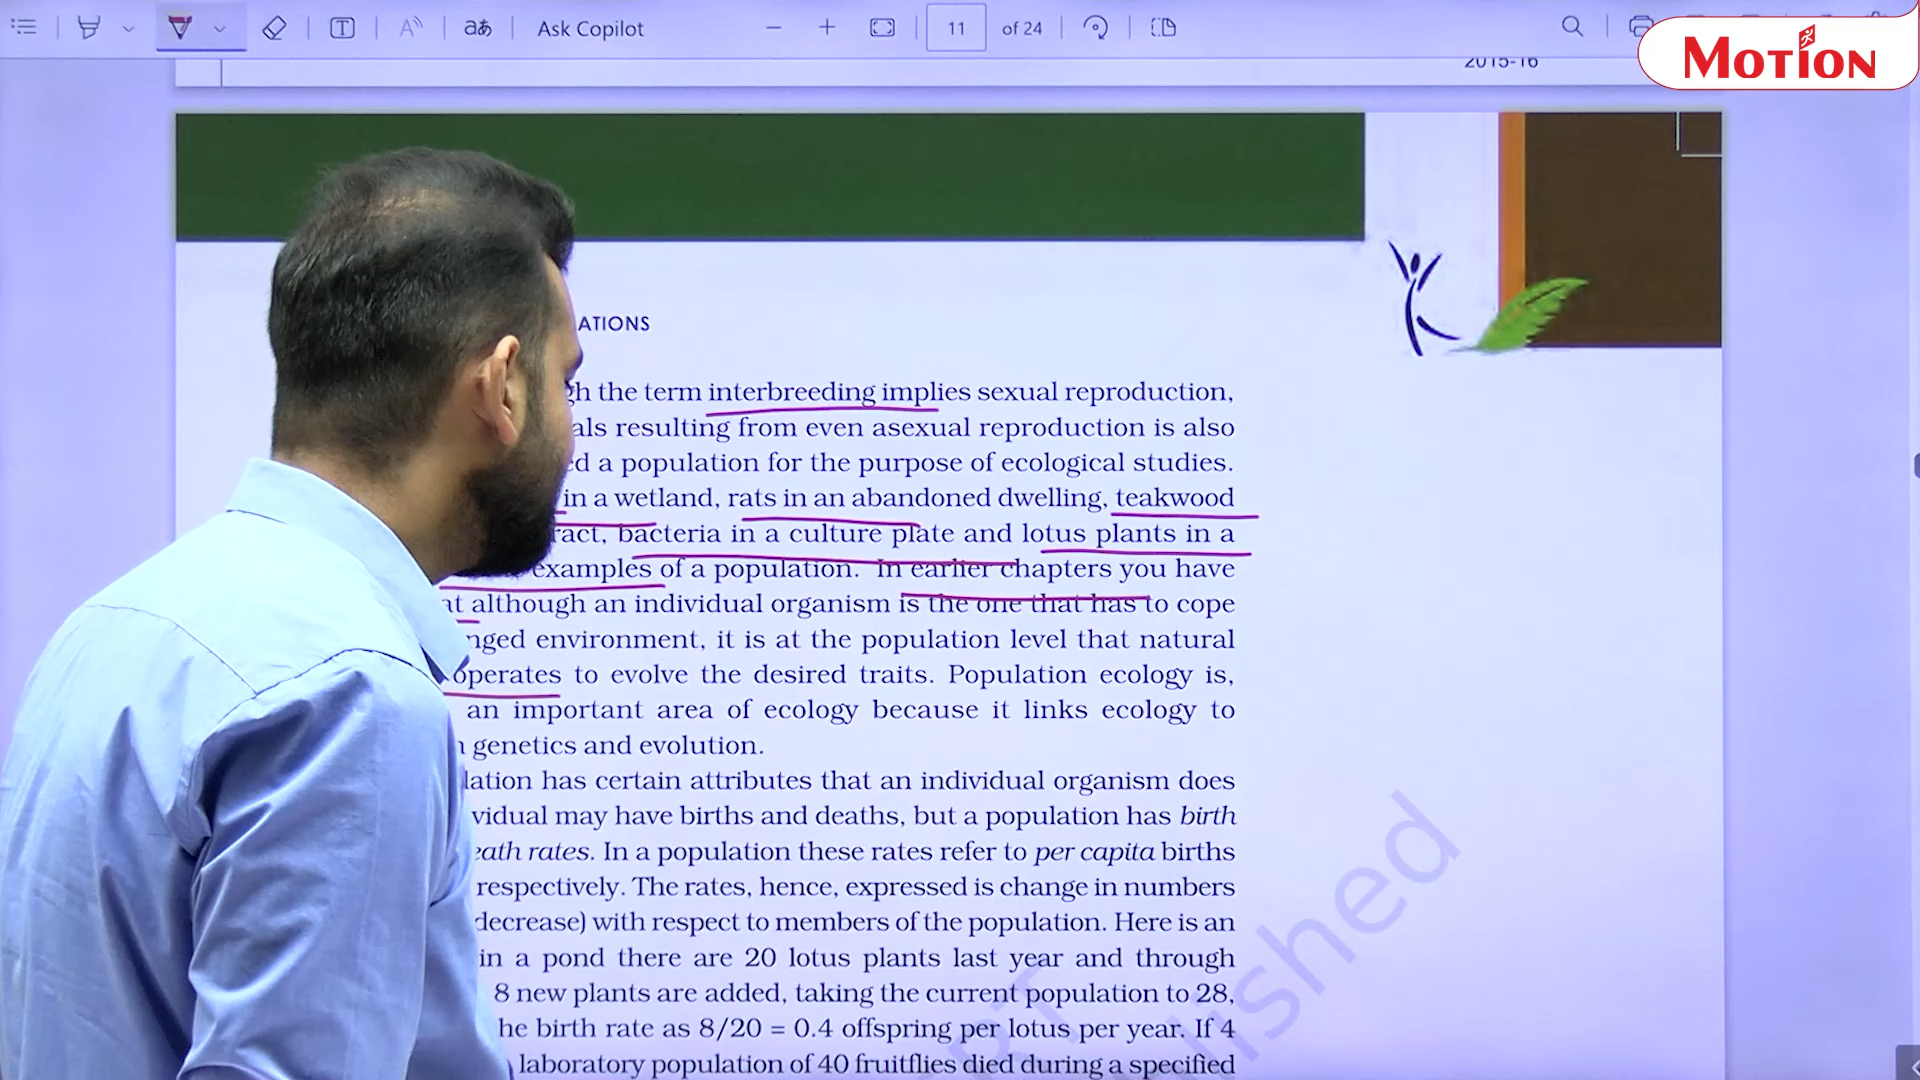 Ask Copilot
11
of 24
MOTION
2015-16
ATIONS
gh the term interbreeding implies sexual reproduction,
als resulting from even asexual reproduction is also
ed a population for the purpose of ecological studies.
in a wetland, rats in an abandoned dwelling, teakwood
ract, bacteria in a culture plate and lotus plants in a
examples of a population. In earlier chapters you have
at although an individual organism is the one that has to cope
nged environment, it is at the population level that natural
operates to evolve the desired traits. Population ecology is,
an important area of ecology because it links ecology to
genetics and evolution.
lation has certain attributes that an individual organism does
vidual may have births and deaths, but a population has birth
eath rates. In a population these rates refer to per capita births
respectively. The rates, hence, expressed is change in numbers
decrease) with respect to members of the population. Here is an
in a pond there are 20 lotus plants last year and through
8 new plants are added, taking the current population to 28,
he birth rate as 8/20 = 0.4 offspring per lotus per year. If 4
laboratory population of 40 fruitflies died during a specified